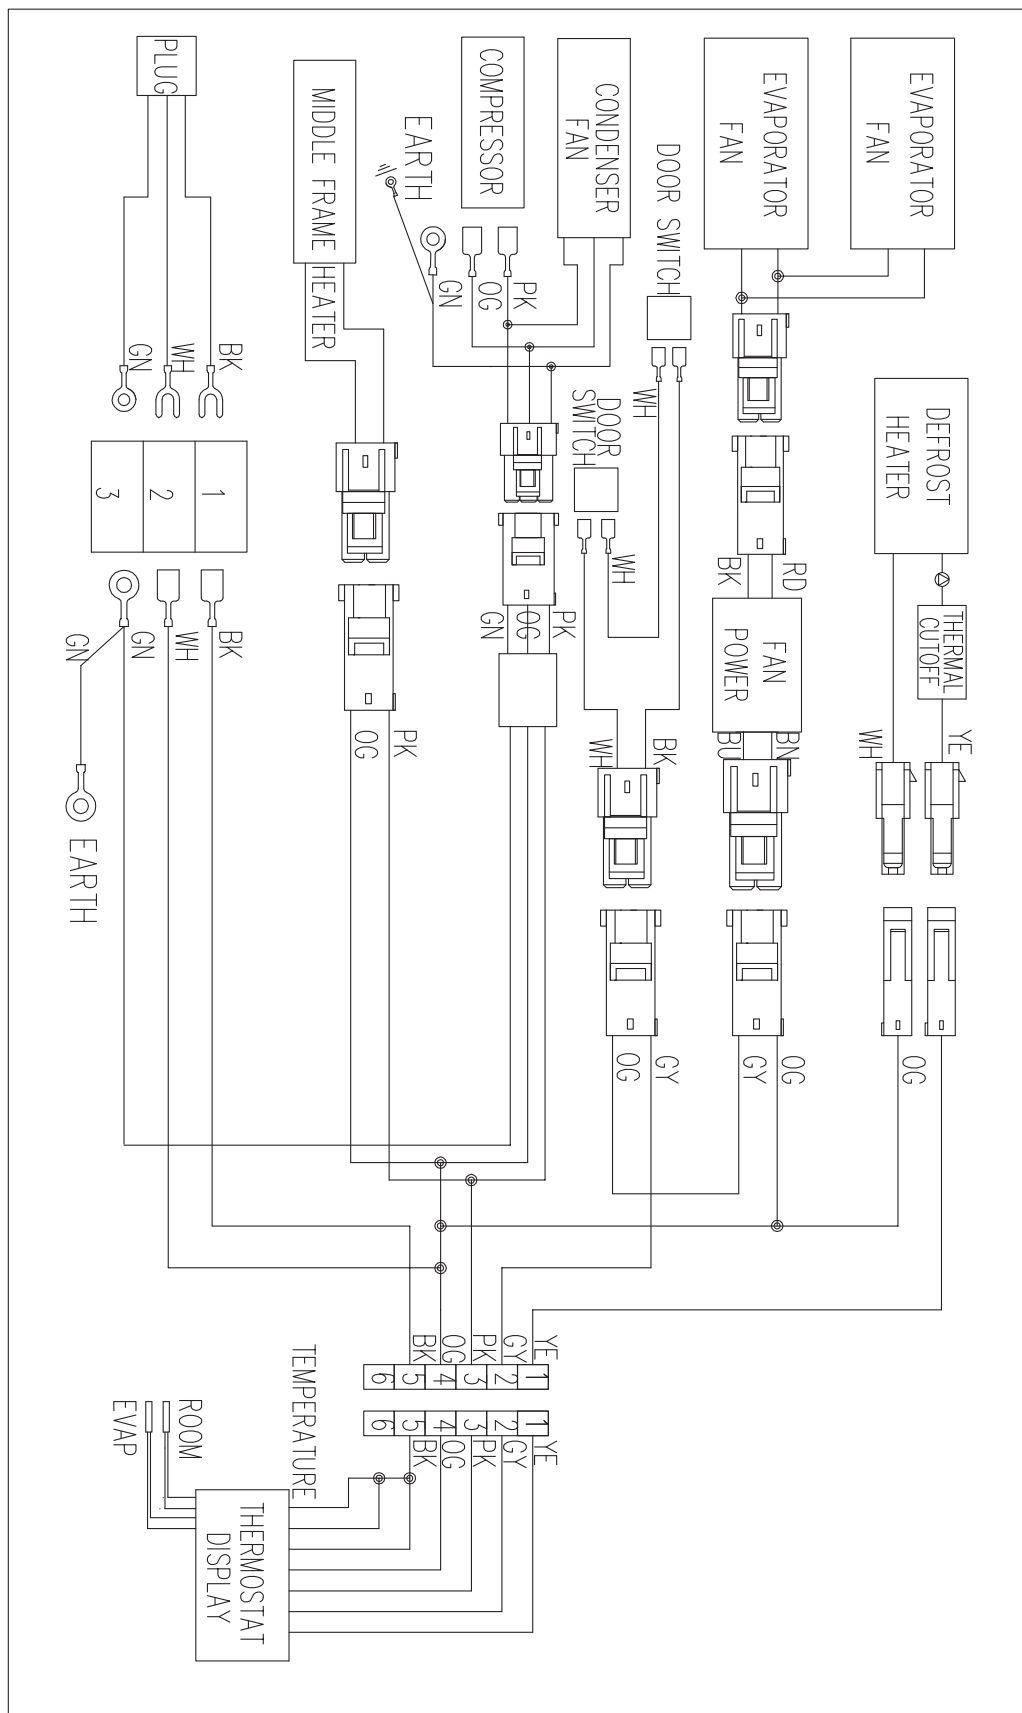 PLUG
MIDDLE FRAME HEATER
EARTH
COMPRESSOR
CONDENSER
FAN
DOOR SWITCH
EVAPORATOR
FAN
EVAPORATOR
FAN
GN
WH
BK
GN
OG
PK
WH
DOOR
SWITCH
WH
DEFROST
HEATER
3
2
1
GN
GN
WH
BK
EARTH
OG
PK
GN
OG
PK
WH
BK
BK
RD
FAN
POWER
BU
BN
THERMAL
CUTOFF
WH
YE
OG
GY
GY
OG
OG
BK
OG
PK
GY
YE
6
5
4
3
2
1
6
5
4
3
2
1
BK
OG
PK
GY
YE
TEMPERATURE
ROOM
EVAP
THERMOSTAT
DISPLAY